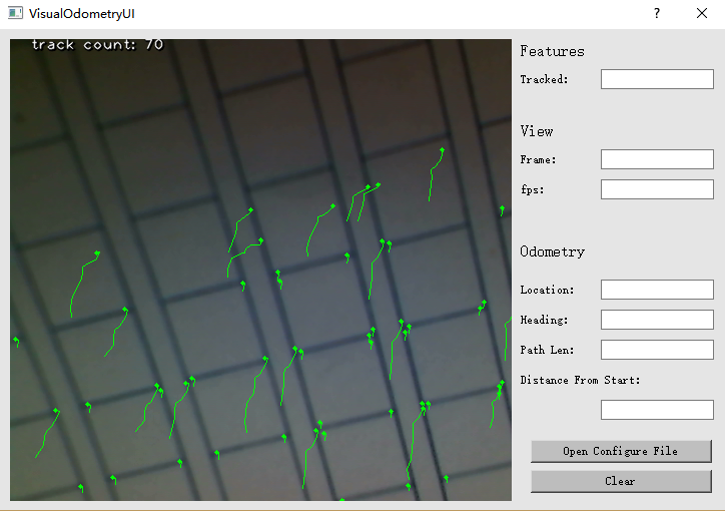 VisualOdometryUI
track count: 70
Features
Tracked:
View
Frame:
fps:
Odometry
Location:
Heading:
Path Len:
Distance From Start:
Open Configure File
Clear